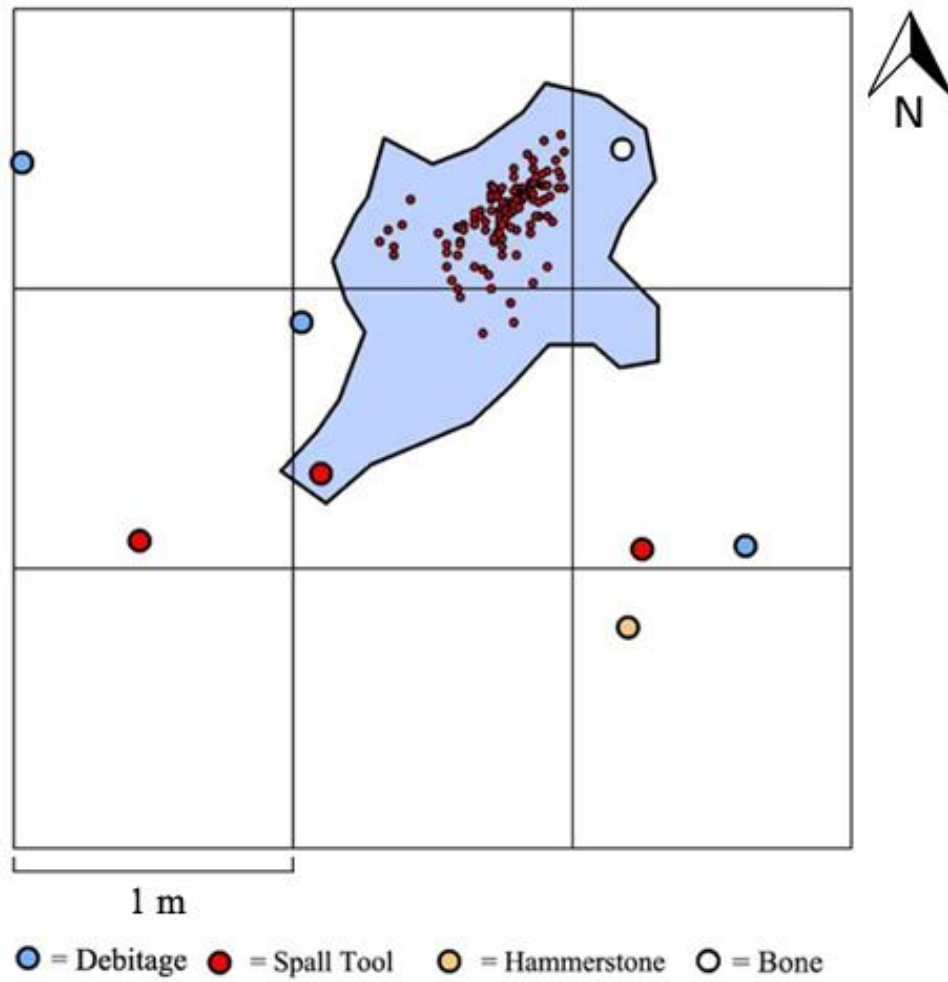 N
1 m
= Debitage = Spall Tool = Hammerstone = Bone